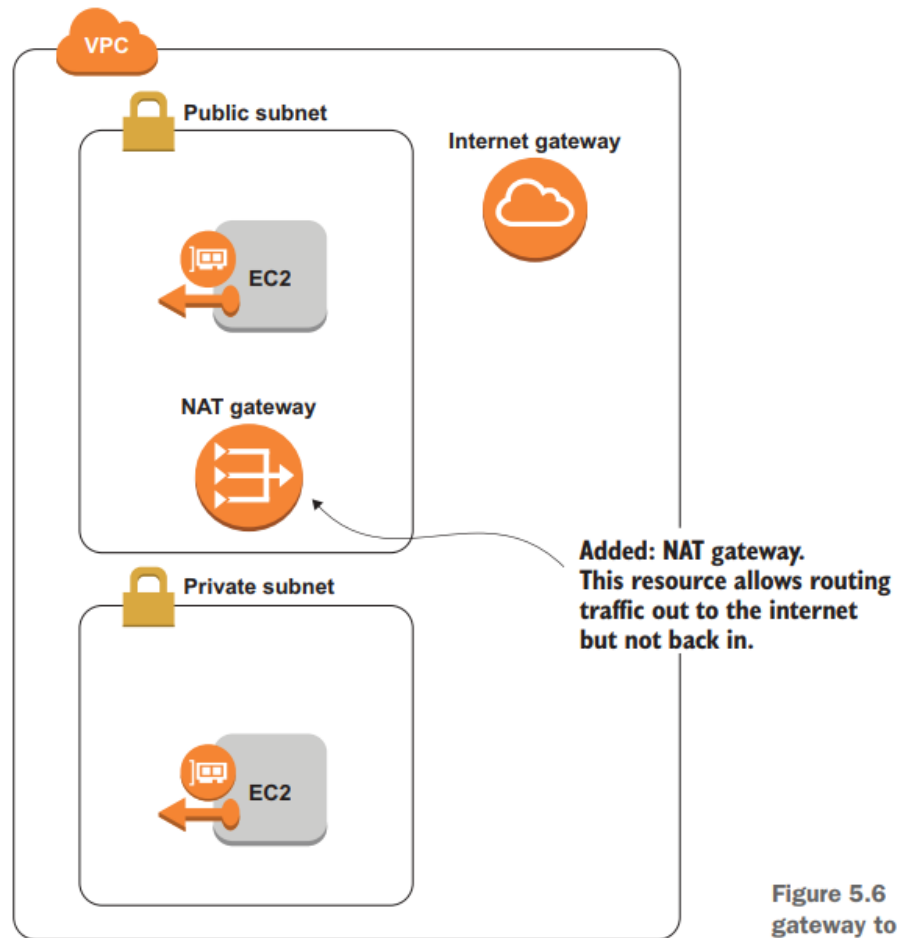 VPC
Public subnet
Internet gateway
EC2
NAT gateway
Added: NAT gateway.
This resource allows routing
traffic out to the internet
but not back in.
Private subnet
EC2
Figure 5.6
gateway to